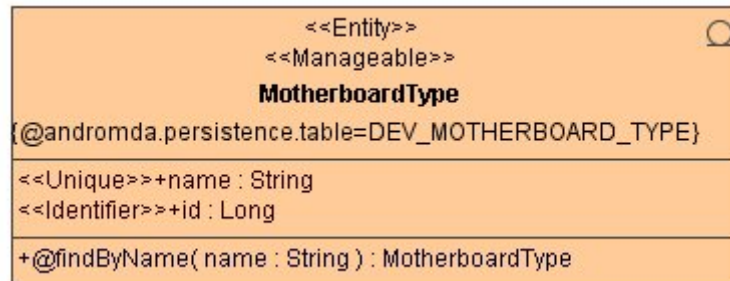 <<Entity>>
<<Manageable>>
MotherboardType
{@andromda.persistence.table=DEV_MOTHERBOARD_TYPE}
<<Unique>>+name : String
<<Identifier>>+id : Long
+@findByName( name : String ) : MotherboardType